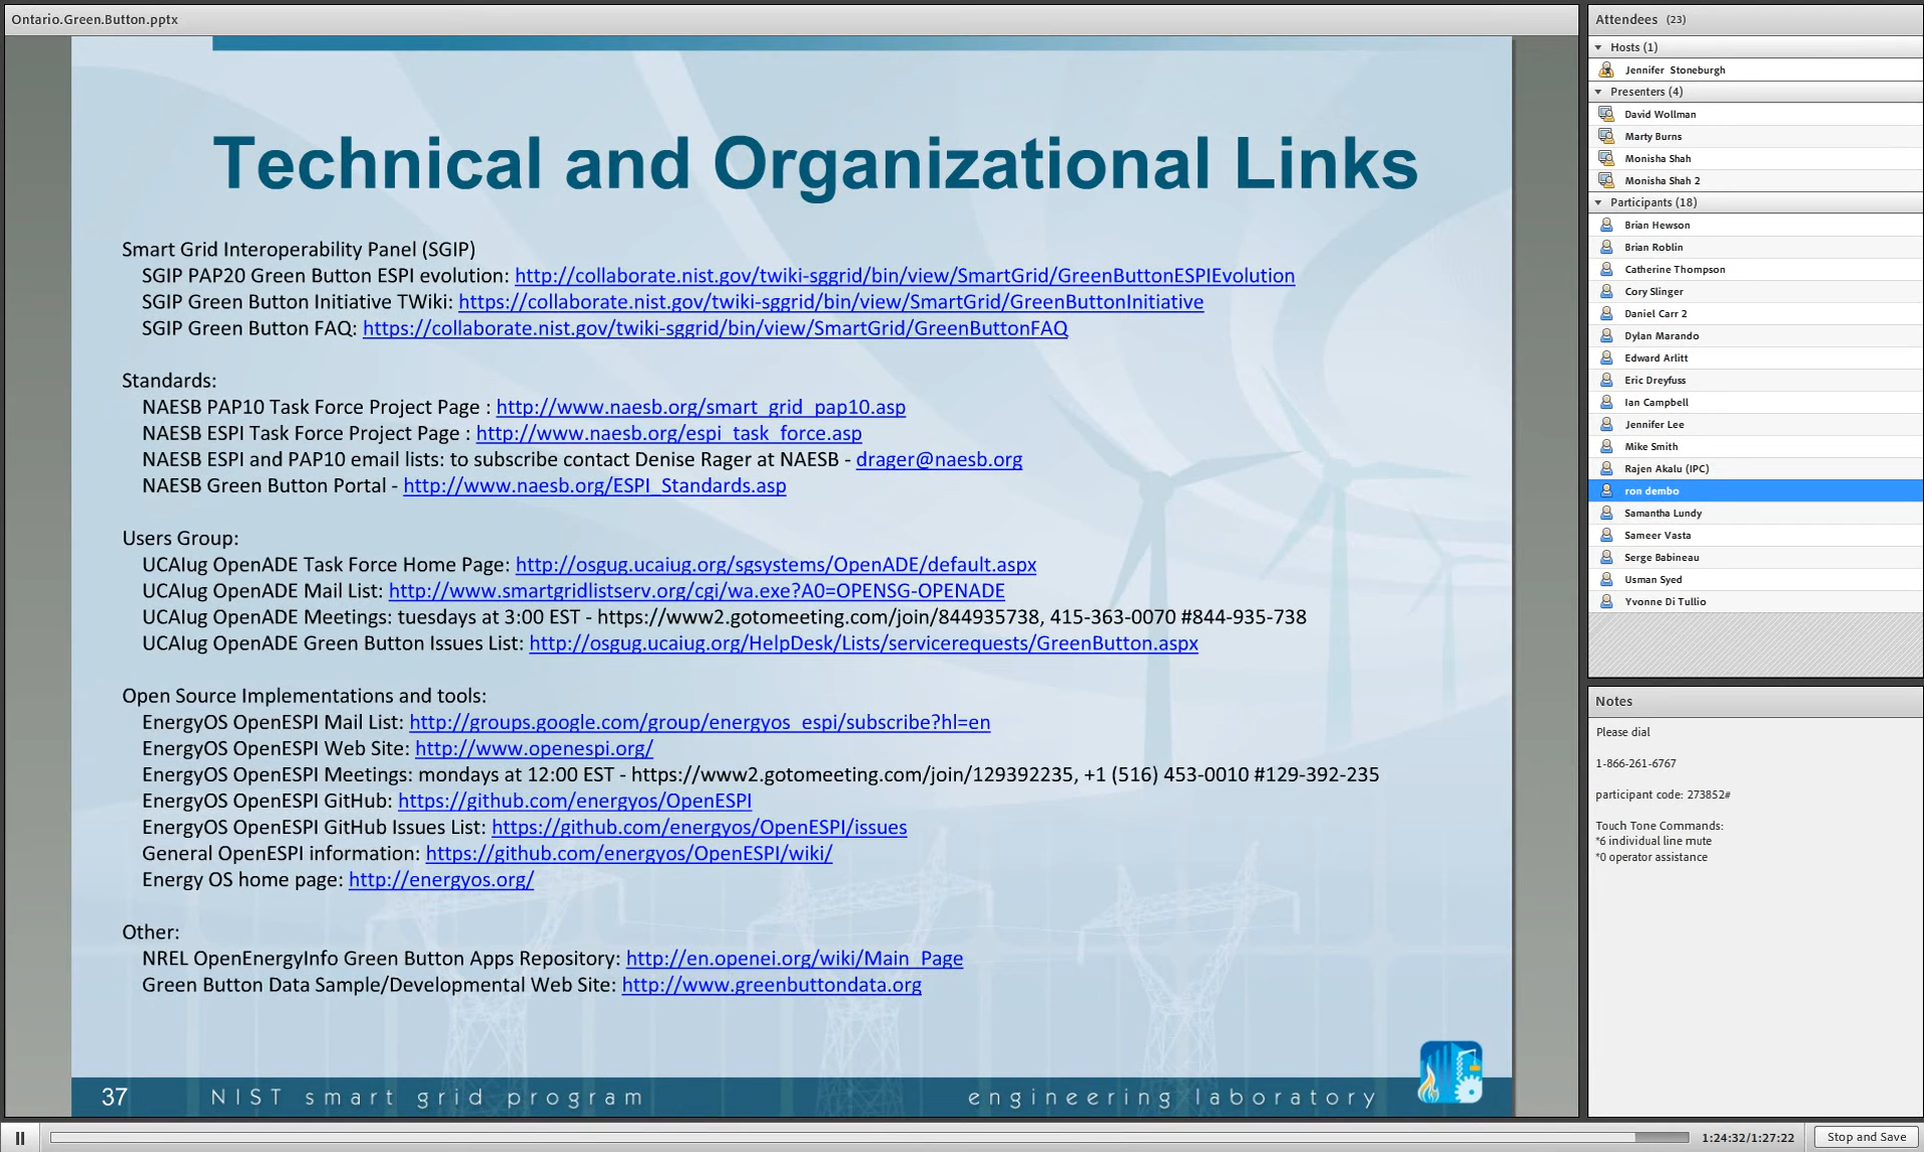 Ontario.Green.Button.pptx
Technical and Organizational Links
Smart Grid Interoperability Panel (SGIP)
SGIP PAP20 Green Button ESPI evolution: http://collaborate.nist.gov/twiki-sggrid/bin/view/SmartGrid/GreenButtonESPIEvolution
SGIP Green Button Initiative TWiki: https://collaborate.nist.gov/twiki-sggrid/bin/view/SmartGrid/GreenButtonInitiative
SGIP Green Button FAQ: https://collaborate.nist.gov/twiki-sggrid/bin/view/SmartGrid/GreenButtonFAQ
Standards:
NAESB PAP10 Task Force Project Page : http://www.naesb.org/smart_grid_pap10.asp
NAESB ESPI Task Force Project Page : http://www.naesb.org/espi_task_force.asp
NAESB ESPI and PAP10 email lists: to subscribe contact Denise Rager at NAESB - drager@naesb.org
NAESB Green Button Portal - http://www.naesb.org/ESPI_Standards.asp
Users Group:
UCAIug OpenADE Task Force Home Page: http://osgug.ucaiug.org/sgsystems/OpenADE/default.aspx
UCAIug OpenADE Mail List: http://www.smartgridlistserv.org/cgi/wa.exe?A0=OPENSG-OPENADE
UCAIug OpenADE Meetings: tuesdays at 3:00 EST - https://www2.gotomeeting.com/join/844935738, 415-363-0070 #844-935-738
UCAIug OpenADE Green Button Issues List: http://osgug.ucaiug.org/HelpDesk/Lists/servicerequests/GreenButton.aspx
Open Source Implementations and tools:
EnergyOS OpenESPI Mail List: http://groups.google.com/group/energyos_espi/subscribe?hl=en
EnergyOS OpenESPI Web Site: http://www.openespi.org/
EnergyOS OpenESPI Meetings: mondays at 12:00 EST - https://www2.gotomeeting.com/join/129392235, +1 (516) 453-0010 #129-392-235
EnergyOS OpenESPI GitHub: https://github.com/energyos/OpenESPI
EnergyOS OpenESPI GitHub Issues List: https://github.com/energyos/OpenESPI/issues
General OpenESPI information: https://github.com/energyos/OpenESPI/wiki/
Energy OS home page: http://energyos.org/
Other:
NREL OpenEnergyInfo Green Button Apps Repository: http://en.openei.org/wiki/Main_Page
Green Button Data Sample/Developmental Web Site: http://www.greenbuttondata.org
37 NIST smart grid program engineering laboratory
Attendees (23)
Hosts (1)
Jennifer Stoneburgh
Presenters (4)
David Wollman
Marty Burns
Monisha Shah
Monisha Shah 2
Participants (18)
Brian Hewson
Brian Roblin
Catherine Thompson
Cory Slinger
Daniel Carr 2
Dylan Marando
Edward Arlitt
Eric Dreyfuss
Ian Campbell
Jennifer Lee
Mike Smith
Rajen Akalu (IPC)
ron dembo
Samantha Lundy
Sameer Vasta
Serge Babineau
Usman Syed
Yvonne Di Tullio
Notes
Please dial
1-866-261-6767
participant code: 273852#
Touch Tone Commands:
*6 individual line mute
*0 operator assistance
1:24:32/1:27:22
Stop and Save